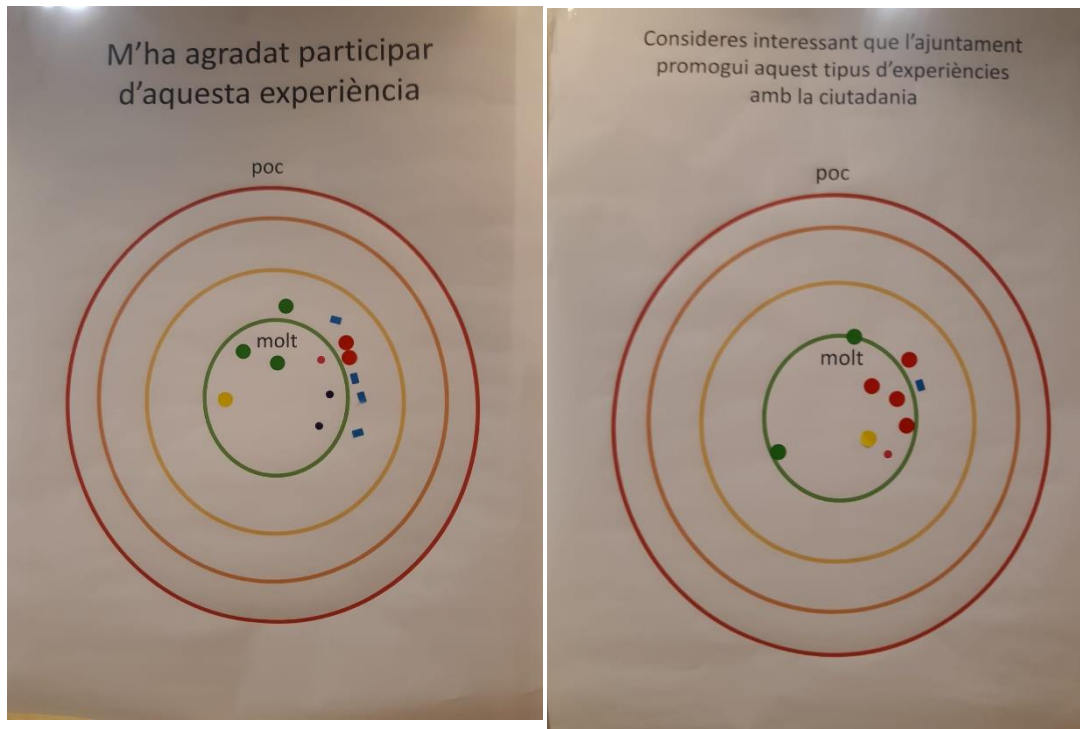 M'ha agradat participar
d'aquesta experiència
poc
molt
Consideres interessant que l'ajuntament
promogui aquest tipus d'experiències
amb la ciutadania
poc
molt